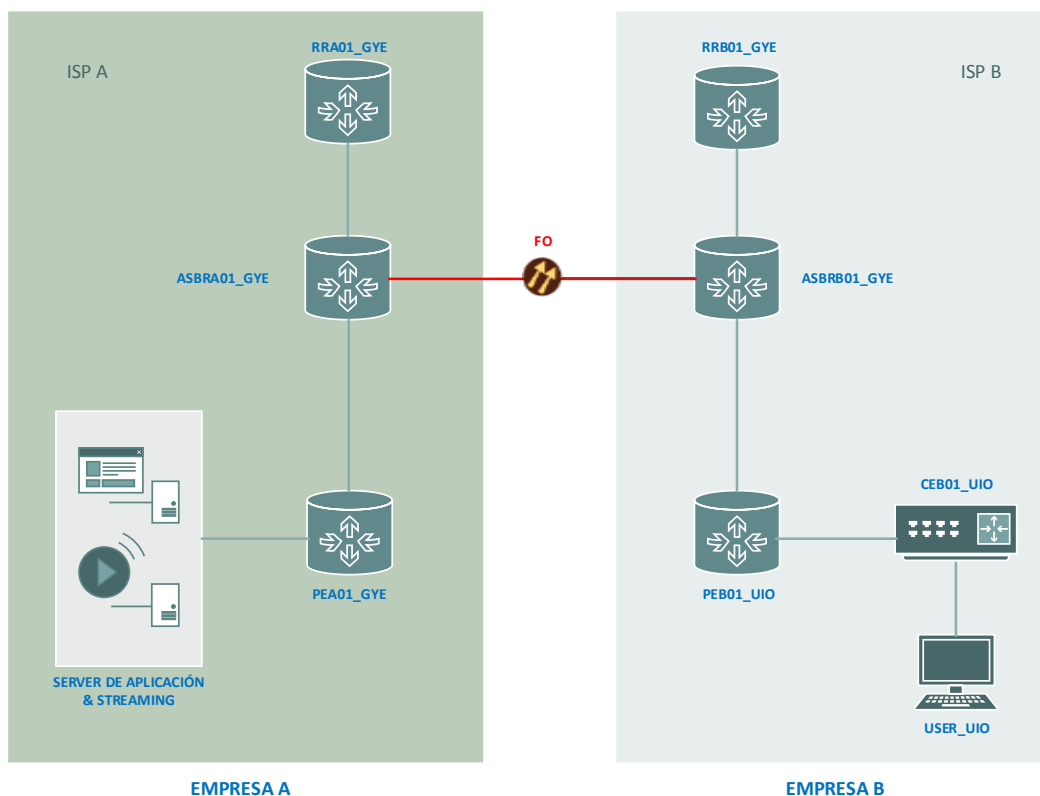 RRA01_GYE
RRB01_GYE
ISP A
ISP B
FO
ASBRA01_GYE
ASBRB01_GYE
CEB01_UIO
PEA01_GYE
PEB01_UIO
SERVER DE APLICACIÓN
& STREAMING
USER_UIO
EMPRESA A
EMPRESA B